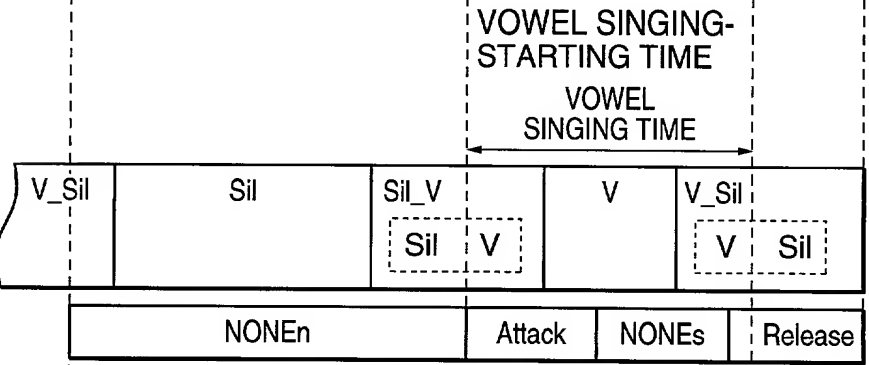 VOWEL SINGING-
STARTING TIME
VOWEL
SINGING TIME
V_Sil Sil Sil_V V V_Sil
Sil V V Sil
NONEn Attack NONEs Release